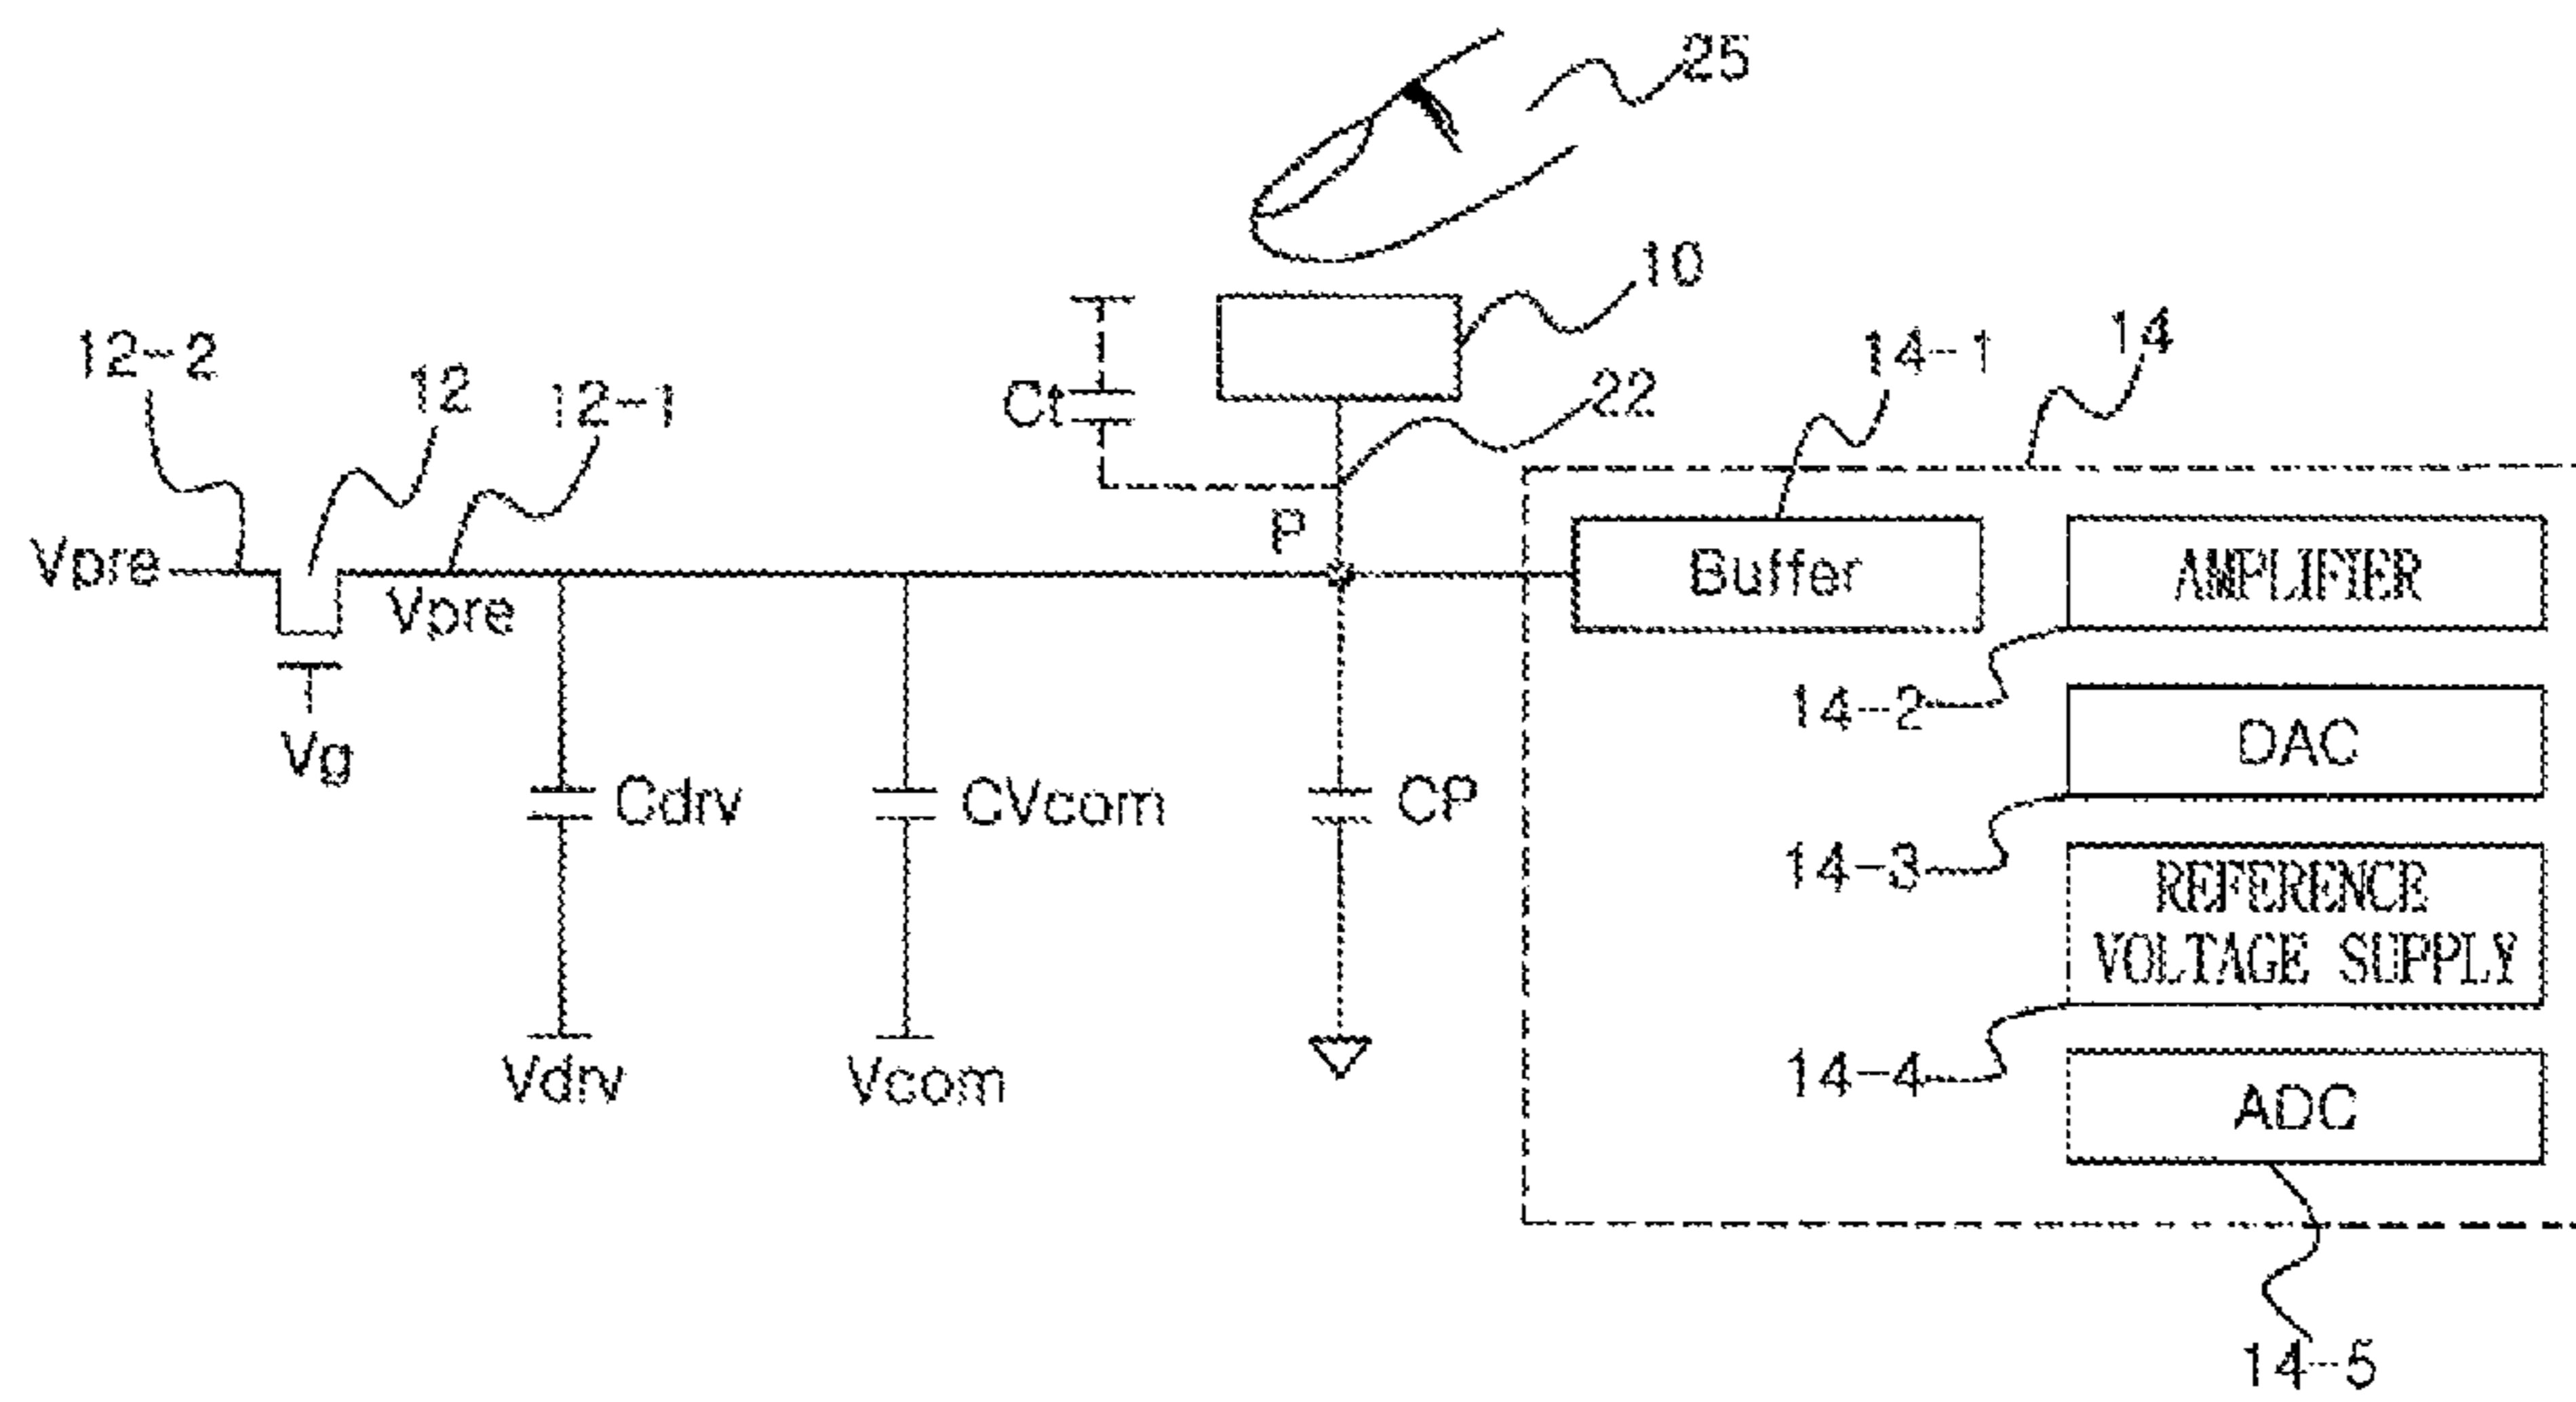 25
10
14
14-1
12-2
12
12-1
Ct
22
P
Vpre
Vpre
Buffer
AMPLIFIER
Vg
14-2
DAC
Cdrv
CVcom
CP
14-3
REFERENCE
VOLTAGE SUPPLY
14-4
Vdrv
Vcom
ADC
14-5